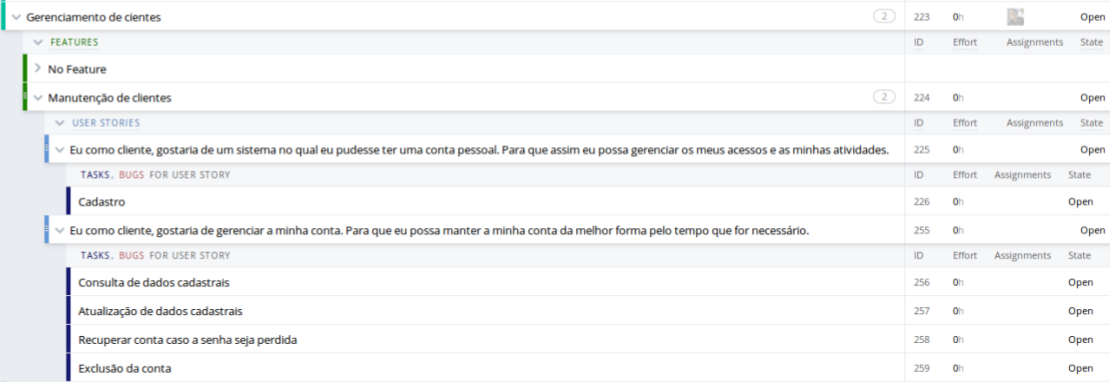 Gerenciamento de cientes 2 223 0h Open
FEATURES ID Effort Assignments State
No Feature
Manutenção de clientes 2 224 0h Open
USER STORIES ID Effort Assignments State
Eu como cliente, gostaria de um sistema no qual eu pudesse ter uma conta pessoal. Para que assim eu possa gerenciar os meus acessos e as minhas atividades. 225 0h Open
TASKS, BUGS FOR USER STORY ID Effort Assignments State
Cadastro 226 0h Open
Eu como cliente, gostaria de gerenciar a minha conta. Para que eu possa manter a minha conta da melhor forma pelo tempo que for necessário. 255 0h Open
TASKS, BUGS FOR USER STORY ID Effort Assignments State
Consulta de dados cadastrais 256 0h Open
Atualização de dados cadastrais 257 0h Open
Recuperar conta caso a senha seja perdida 258 0h Open
Exclusão da conta 259 0h Open